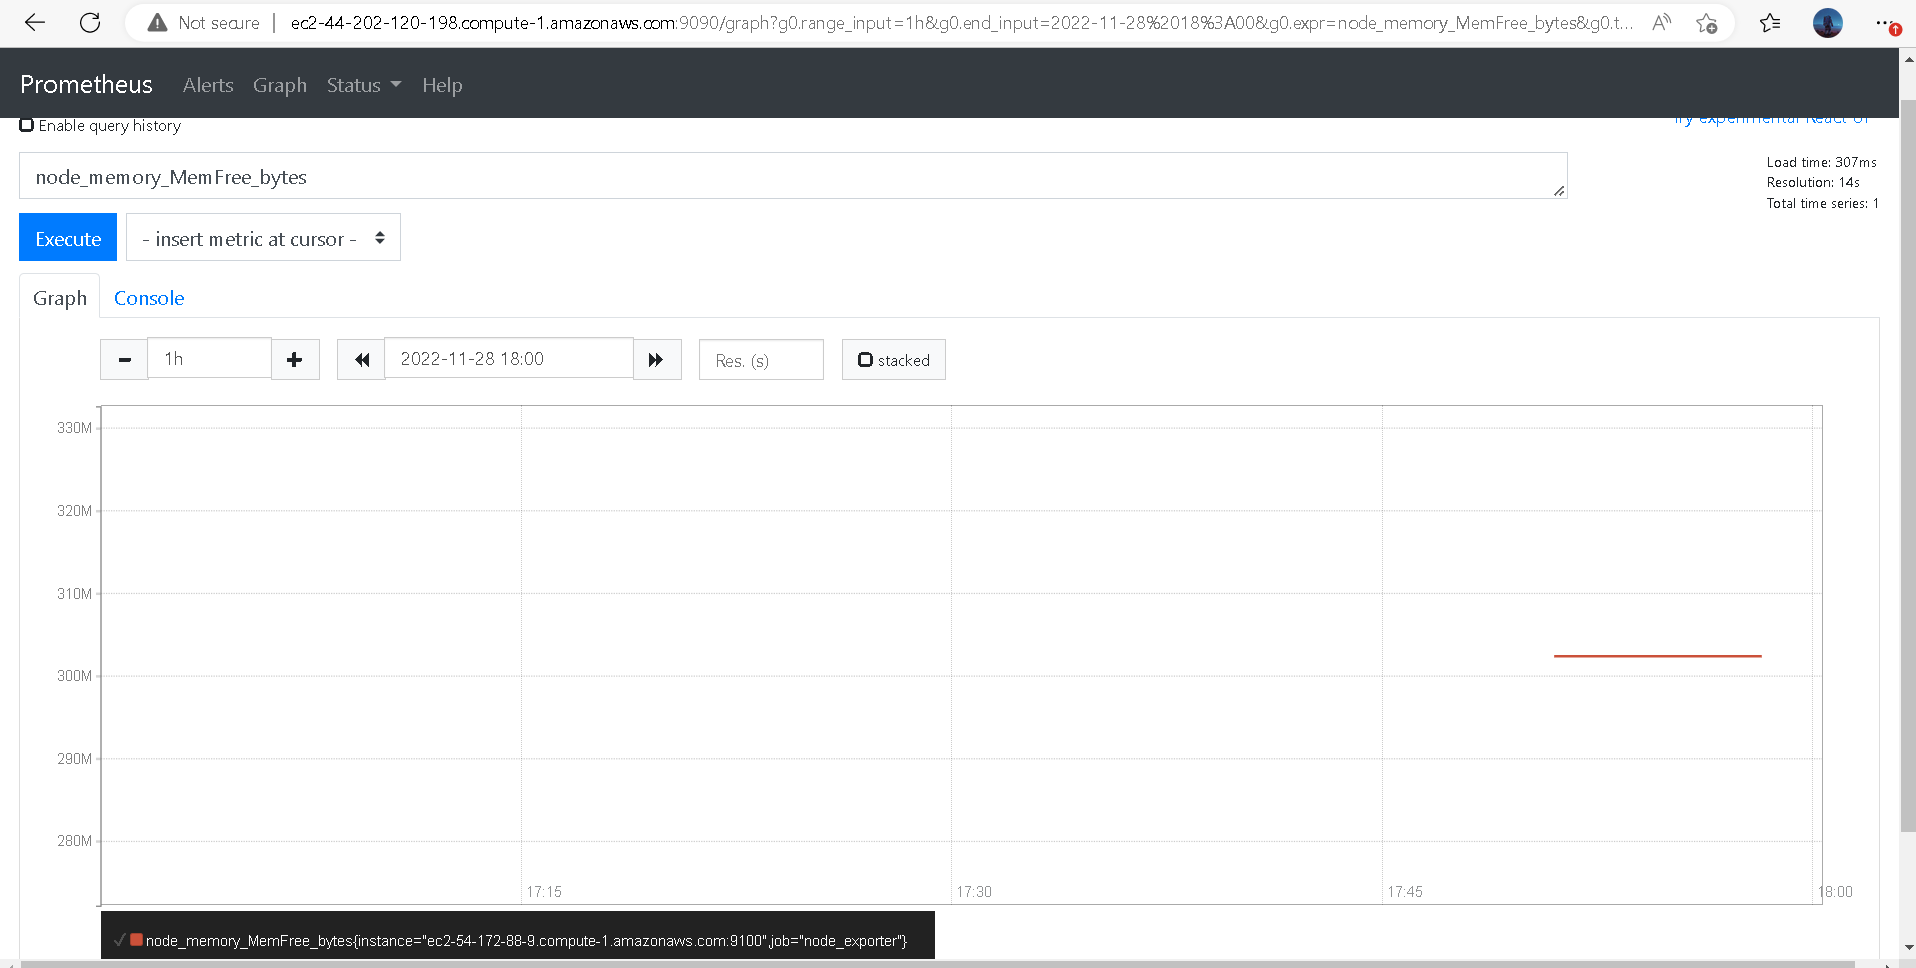 Not secure | ec2-44-202-120-198.compute-1.amazonaws.com:9090/graph?g0.range_input=1h&g0.end_input=2022-11-28%2018%3A00&g0.expr=node_memory_MemFree_bytes&g0.t...
Prometheus Alerts Graph Status Help
Enable query history
Try experimental React UI
node_memory_MemFree_bytes
Load time: 307ms
Resolution: 14s
Total time series: 1
Execute
- insert metric at cursor -
Graph Console
1h
2022-11-28 18:00
Res. (s)
stacked
330M
320M
310M
300M
290M
280M
17:15 17:30 17:45 18:00
node_memory_MemFree_bytes{instance="ec2-54-172-88-9.compute-1.amazonaws.com:9100",job="node_exporter"}